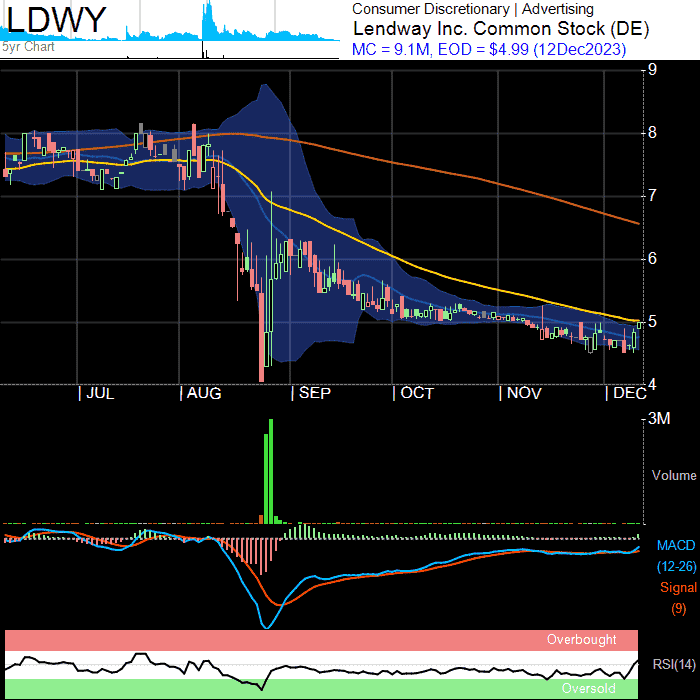 LDWY
5yr Chart
Consumer Discretionary | Advertising
Lendway Inc. Common Stock (DE)
MC = 9.1M, EOD = $4.99 (12Dec2023)
9
8
7
6
5
4
| JUL | AUG | SEP | OCT | NOV | DEC
3M
Volume
MACD
(12-26)
Signal
(9)
Overbought
RSI(14)
Oversold